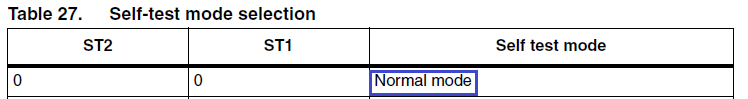 Table 27. Self-test mode selection
ST2 ST1 Self test mode
0 0 Normal mode